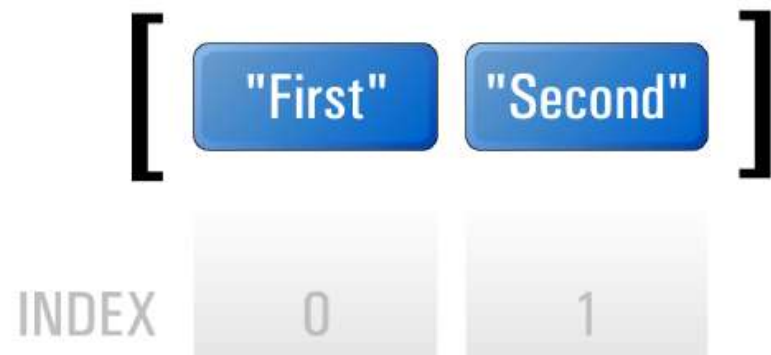 [ "First" "Second" ]
INDEX 0 1